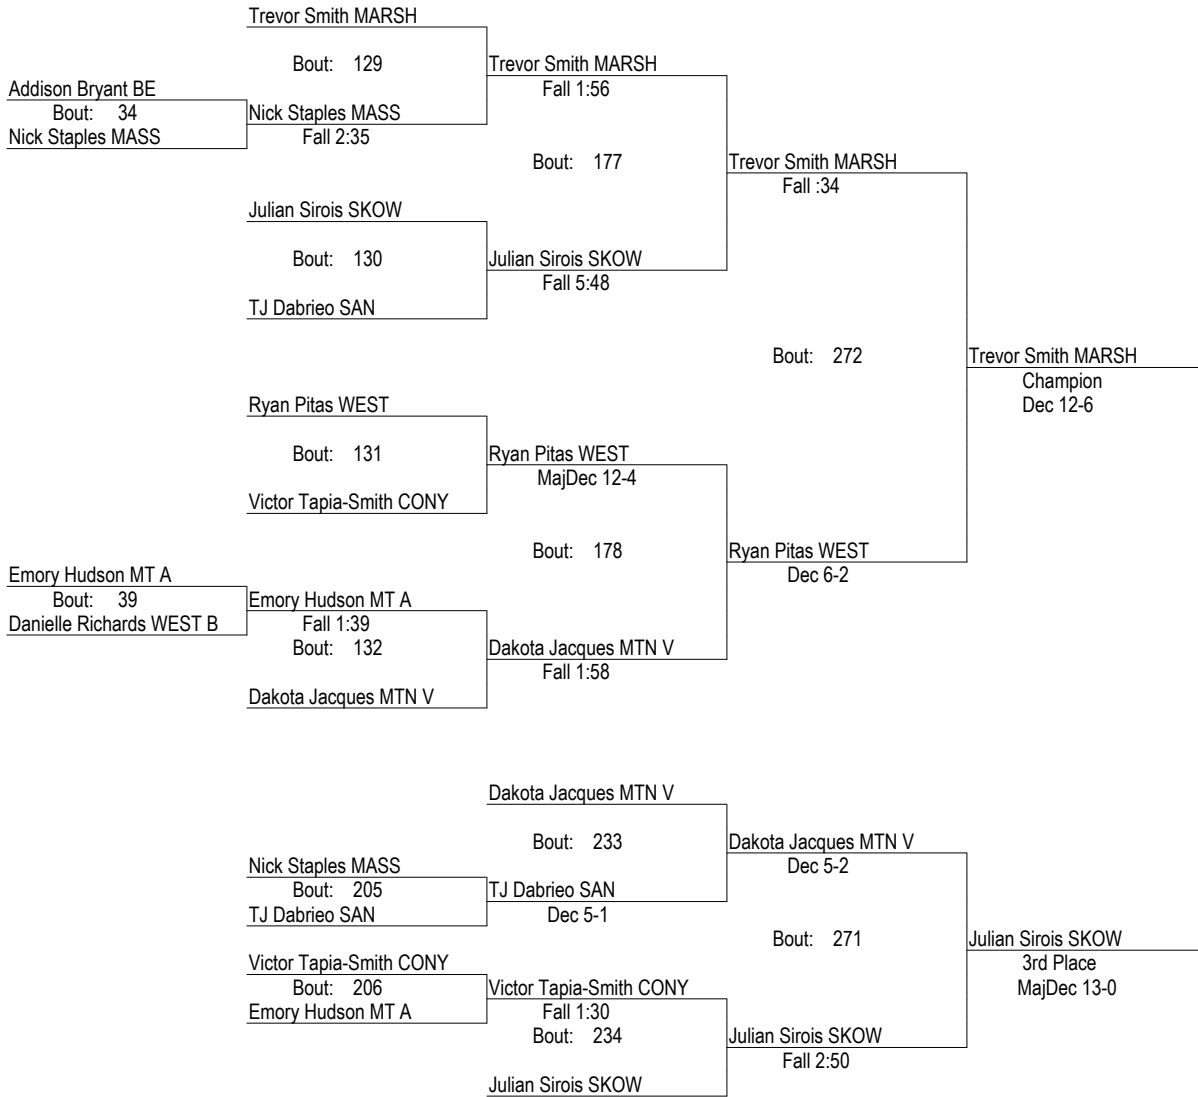 Trevor Smith MARSH
Bout: 129
Trevor Smith MARSH
Fall 1:56
Addison Bryant BE
Bout: 34
Nick Staples MASS
Nick Staples MASS
Fall 2:35
Bout: 177
Trevor Smith MARSH
Fall :34
Julian Sirois SKOW
Bout: 130
Julian Sirois SKOW
Fall 5:48
TJ Dabrieo SAN
Bout: 272
Trevor Smith MARSH
Champion
Dec 12-6
Ryan Pitas WEST
Bout: 131
Ryan Pitas WEST
MajDec 12-4
Victor Tapia-Smith CONY
Bout: 178
Ryan Pitas WEST
Dec 6-2
Emory Hudson MT A
Bout: 39
Danielle Richards WEST B
Emory Hudson MT A
Fall 1:39
Bout: 132
Dakota Jacques MTN V
Fall 1:58
Dakota Jacques MTN V
Dakota Jacques MTN V
Bout: 233
Dakota Jacques MTN V
Dec 5-2
Nick Staples MASS
Bout: 205
TJ Dabrieo SAN
TJ Dabrieo SAN
Dec 5-1
Bout: 271
Julian Sirois SKOW
3rd Place
MajDec 13-0
Victor Tapia-Smith CONY
Bout: 206
Emory Hudson MT A
Victor Tapia-Smith CONY
Fall 1:30
Bout: 234
Julian Sirois SKOW
Fall 2:50
Julian Sirois SKOW